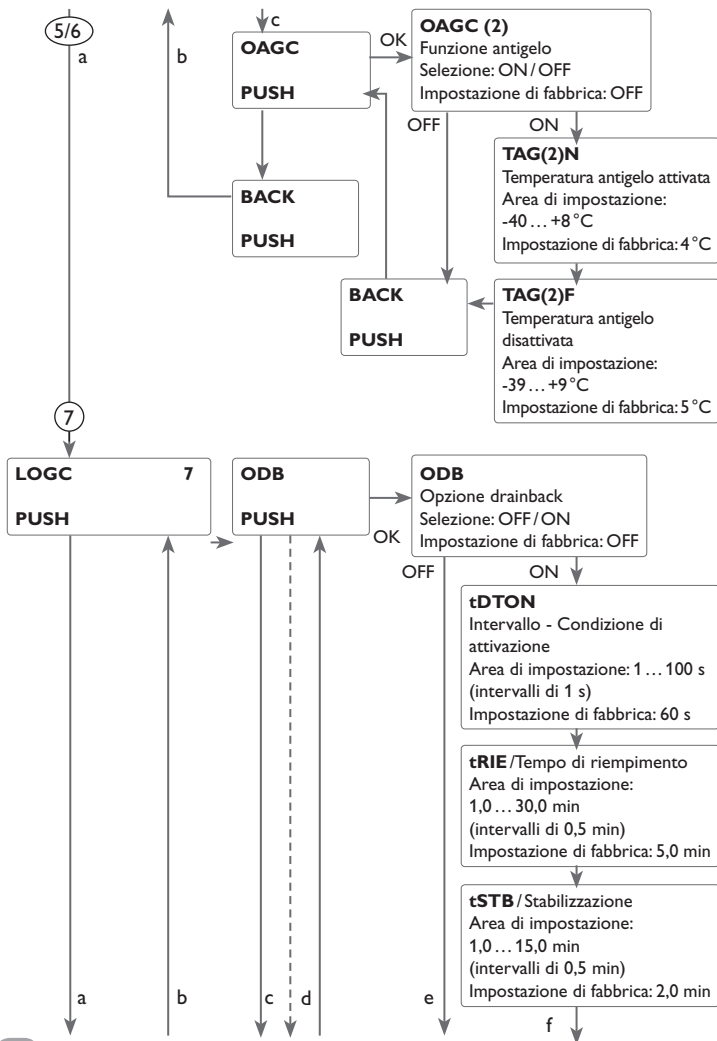 5/6
a
b
c
OAGC
PUSH
OK
OAGC (2)
Funzione antigelo
Selezione: ON / OFF
Impostazione di fabbrica: OFF
OFF
ON
BACK
PUSH
TAG(2)N
Temperatura antigelo attivata
Area di impostazione:
-40 … +8 °C
Impostazione di fabbrica: 4 °C
BACK
PUSH
TAG(2)F
Temperatura antigelo
disattivata
Area di impostazione:
-39 … +9 °C
Impostazione di fabbrica: 5 °C
7
LOGC 7
PUSH
ODB
PUSH
OK
ODB
Opzione drainback
Selezione: OFF / ON
Impostazione di fabbrica: OFF
OFF
ON
tDTON
Intervallo - Condizione di
attivazione
Area di impostazione: 1 … 100 s
(intervalli di 1 s)
Impostazione di fabbrica: 60 s
tRIE /Tempo di riempimento
Area di impostazione:
1,0 … 30,0 min
(intervalli di 0,5 min)
Impostazione di fabbrica: 5,0 min
tSTB / Stabilizzazione
Area di impostazione:
1,0 … 15,0 min
(intervalli di 0,5 min)
Impostazione di fabbrica: 2,0 min
a
b
c
d
e
f